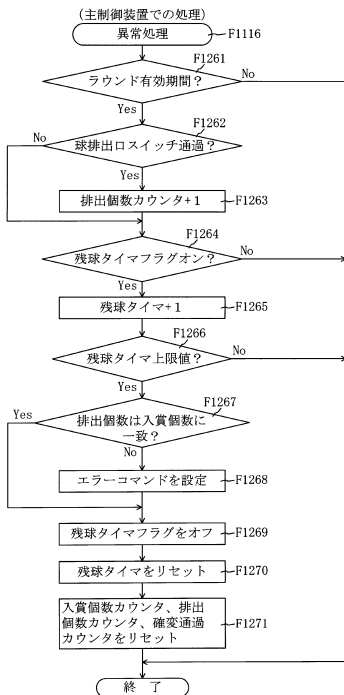 (主制御装置での処理)
異常処理
F1116
F1261
ラウンド有効期間？
No
Yes
F1262
No
球排出口スイッチ通過？
Yes
排出個数カウンタ+1
F1263
F1264
残球タイマフラグオン？
No
Yes
残球タイマ+1
F1265
F1266
残球タイマ上限値？
No
Yes
F1267
Yes
排出個数は入賞個数に
一致？
No
エラーコマンドを設定
F1268
残球タイマフラグをオフ
F1269
残球タイマをリセット
F1270
入賞個数カウンタ、排出
個数カウンタ、確変通過
カウンタをリセット
F1271
終 了